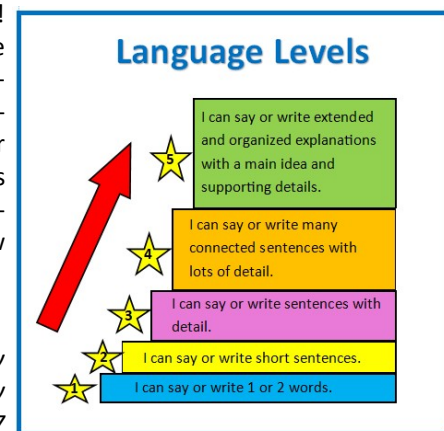 Language Levels
I can say or write extended
and organized explanations
with a main idea and
supporting details.
5
I can say or write many
connected sentences with
lots of detail.
4
I can say or write sentences with
detail.
3
I can say or write short sentences.
2
I can say or write 1 or 2 words.
1